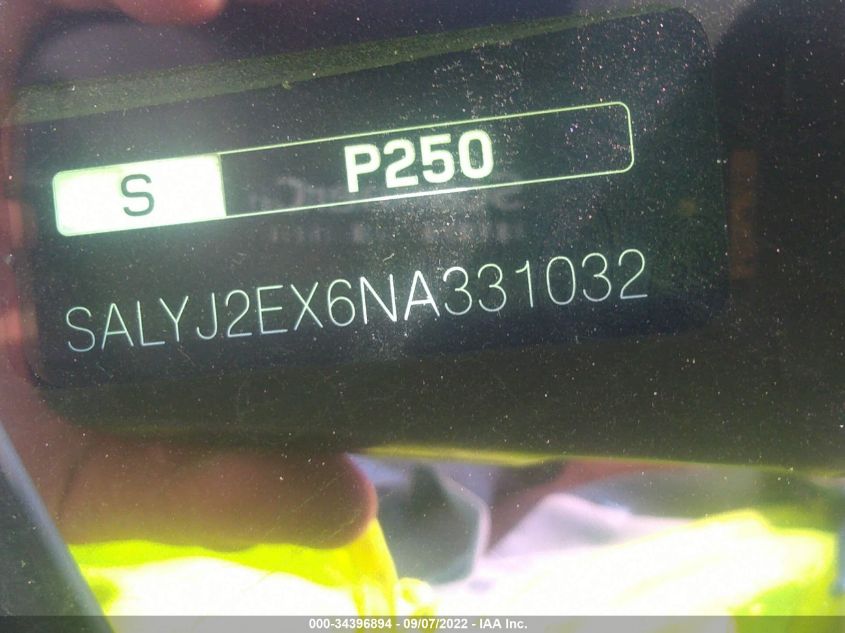 S P250
SALYJ2EX6NA331032
000-34396894 - 09/07/2022 - IAA Inc.